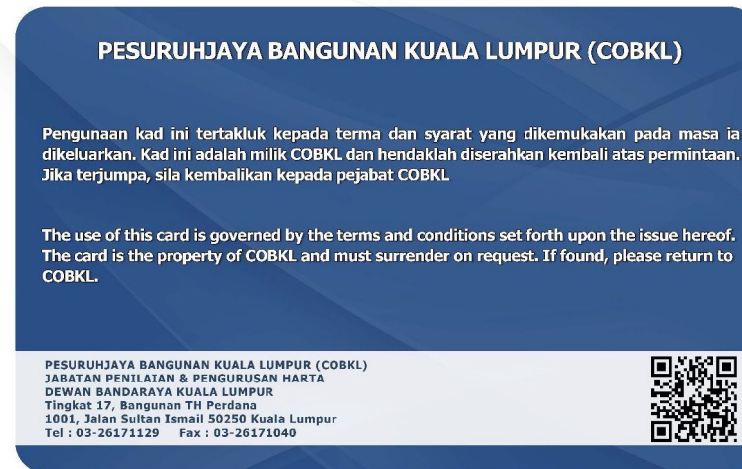 PESURUHJAYA BANGUNAN KUALA LUMPUR (COBKL)
Pengunaan kad ini tertakluk kepada terma dan syarat yang dikemukakan pada masa ia
dikeluarkan. Kad ini adalah milik COBKL dan hendaklah diserahkan kembali atas permintaan.
Jika terjumpa, sila kembalikan kepada pejabat COBKL
The use of this card is governed by the terms and conditions set forth upon the issue hereof.
The card is the property of COBKL and must surrender on request. If found, please return to
COBKL.
PESURUHJAYA BANGUNAN KUALA LUMPUR (COBKL)
JABATAN PENILAIAN & PENGURUSAN HARTA
DEWAN BANDARAYA KUALA LUMPUR
Tingkat 17, Bangunan TH Perdana
1001, Jalan Sultan Ismail 50250 Kuala Lumpur
Tel : 03-26171129 Fax : 03-26171040